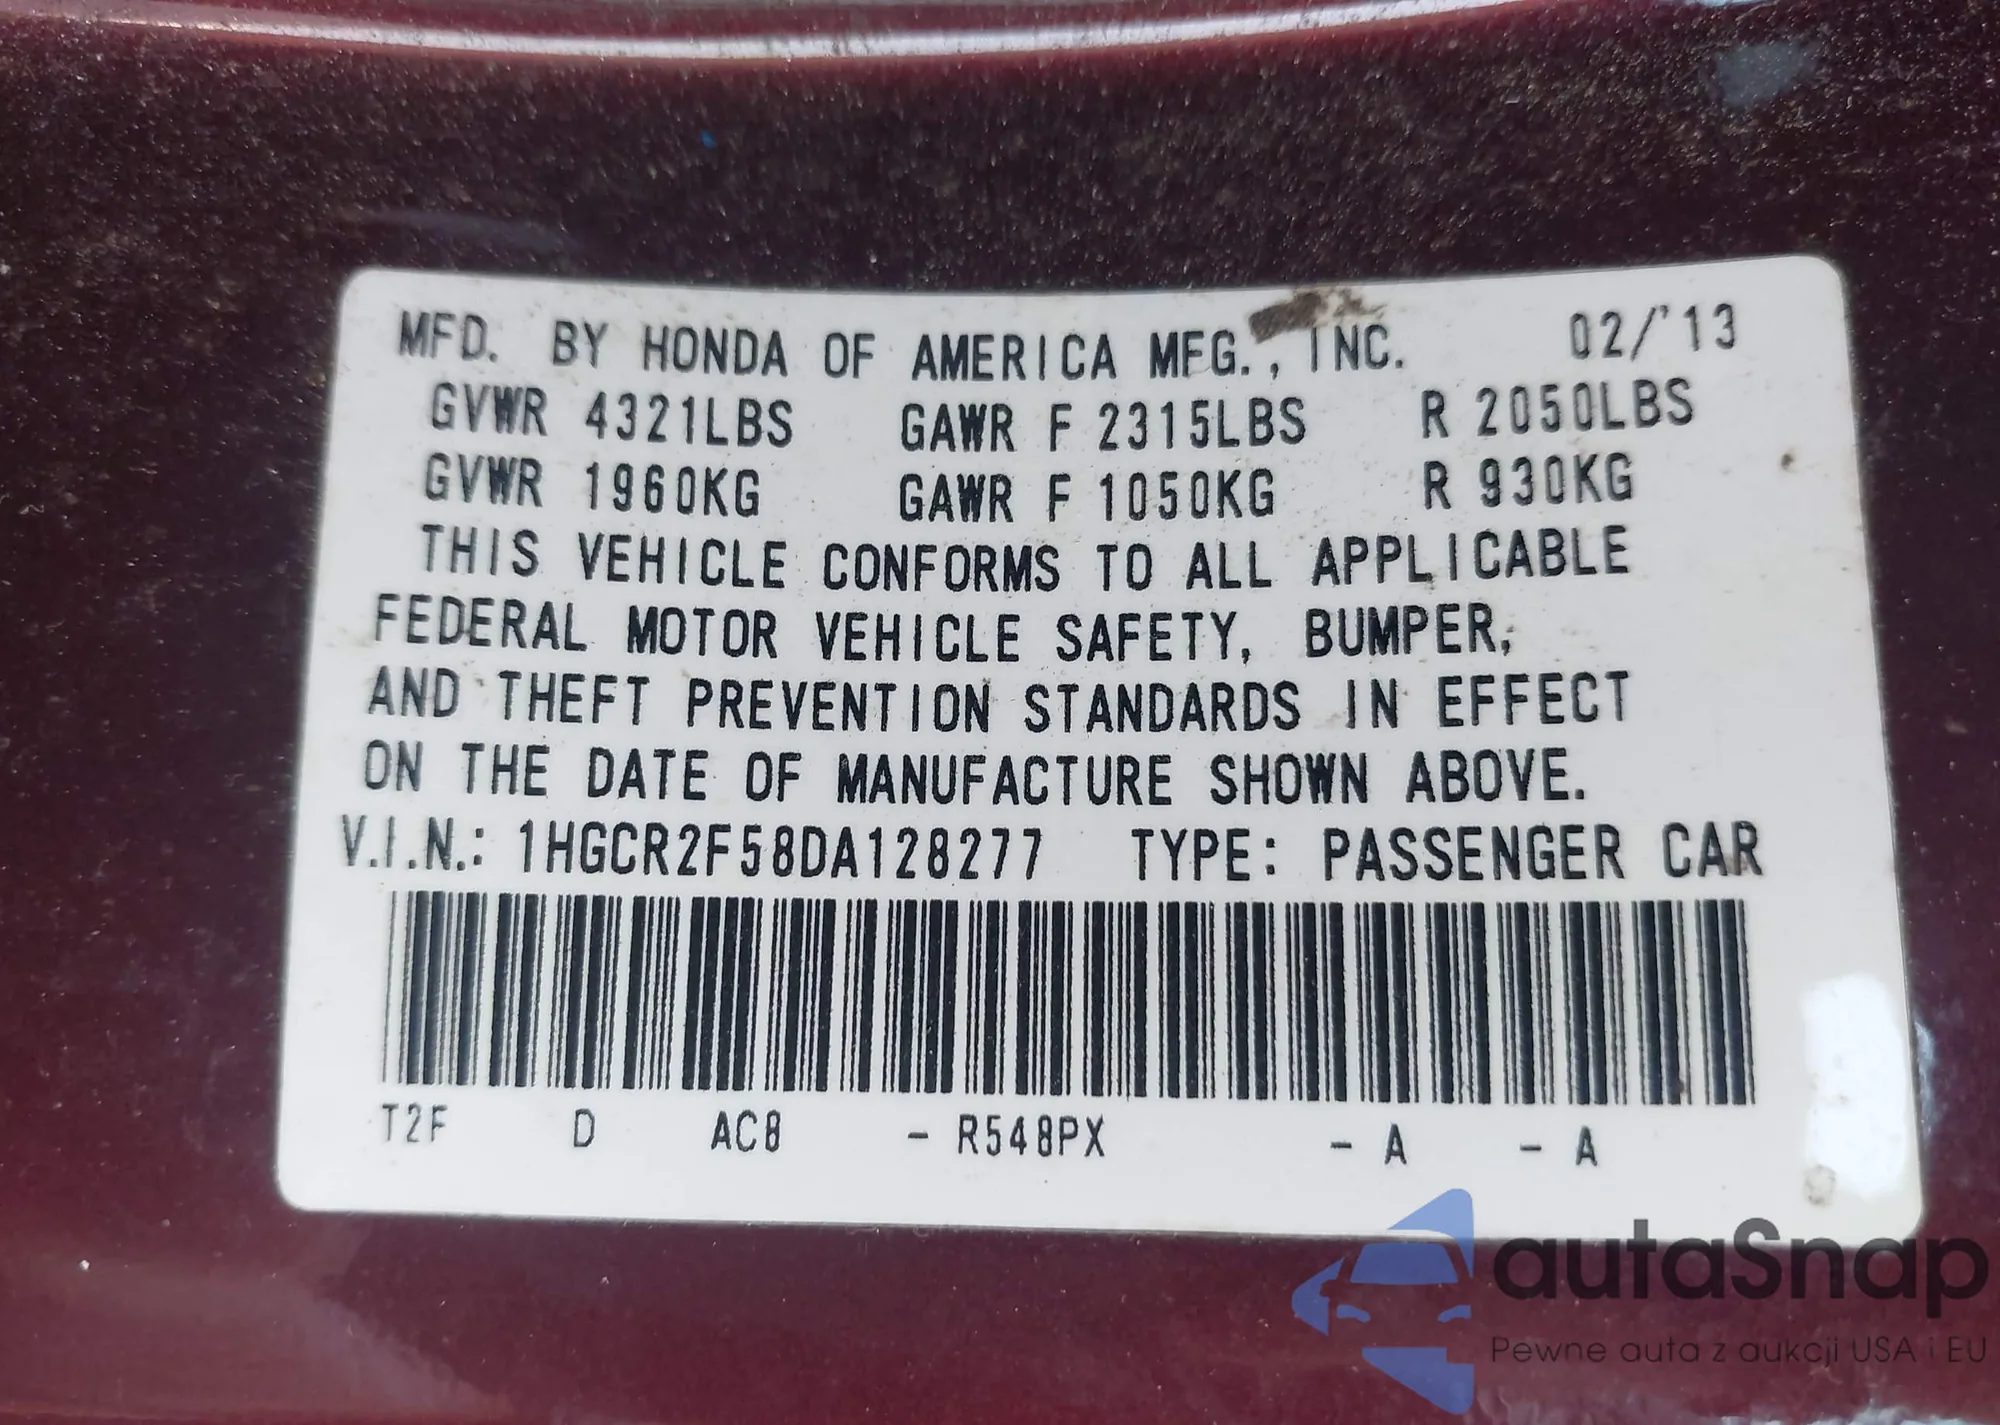 MFD. BY HONDA OF AMERICA MFG., INC. 02/'13
GVWR 4321LBS GAWR F 2315LBS R 2050LBS
GVWR 1960KG GAWR F 1050KG R 930KG
THIS VEHICLE CONFORMS TO ALL APPLICABLE
FEDERAL MOTOR VEHICLE SAFETY, BUMPER,
AND THEFT PREVENTION STANDARDS IN EFFECT
ON THE DATE OF MANUFACTURE SHOWN ABOVE.
V.I.N.: 1HGCR2F58DA128277 TYPE: PASSENGER CAR
T2F D AC8 - R548PX - A - A
autaSnap
Pewne auta z aukcji USA i EU